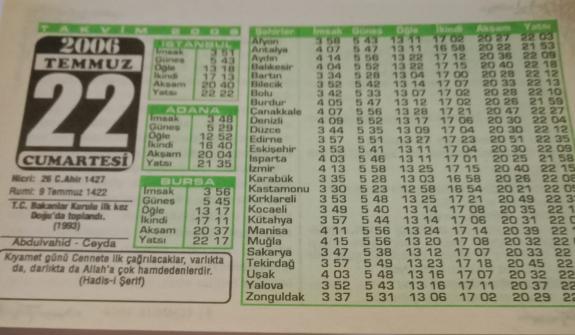 TAKVİM 2006
2006
TEMMUZ
22
CUMARTESİ
Hicri: 26 C.Ahir 1427
Rumi: 9 Temmuz 1422
T.C. Bakanlar Kurulu ilk kez
Doğu'da toplandı.
(1993)
Abdulvahid - Ceyda
Kıyamet günü Cennete ilk çağrılacaklar, varlıkta
da, darlıkta da Allah'a çok hamdedenlerdir.
(Hadis-i Şerif)
İSTANBUL
İmsak 3 51
Güneş 5 43
Öğle 13 18
İkindi 17 13
Akşam 20 40
Yatsı 22 22
ADANA
İmsak 3 48
Güneş 5 29
Öğle 12 52
İkindi 16 40
Akşam 20 04
Yatsı 21 35
BURSA
İmsak 3 56
Güneş 5 45
Öğle 13 17
İkindi 17 11
Akşam 20 37
Yatsı 22 17
Şehirler İmsak Güneş Öğle İkindi Akşam Yatsı
Afyon 3 58 5 43 13 11 17 02 20 27 22 03
Antalya 4 07 5 47 13 11 16 58 20 22 21 53
Aydın 4 14 5 56 13 22 17 12 20 36 22 09
Balıkesir 4 04 5 52 13 22 17 15 20 40 22 18
Bartın 3 34 5 28 13 04 17 00 20 28 22 12
Bilecik 3 52 5 42 13 14 17 07 20 33 22 13
Bolu 3 42 5 33 13 07 17 02 20 28 22 10
Burdur 4 05 5 47 13 12 17 02 20 26 21 59
Çanakkale 4 07 5 56 13 28 17 21 20 47 22 27
Denizli 4 09 5 52 13 17 17 06 20 30 22 04
Düzce 3 44 5 35 13 09 17 04 20 30 22 12
Edirne 3 57 5 51 13 27 17 23 20 51 22 35
Eskişehir 3 53 5 41 13 11 17 04 20 30 22 09
Isparta 4 03 5 46 13 11 17 01 20 25 21 58
İzmir 4 13 5 58 13 25 17 15 20 40 22 15
Karabük 3 35 5 28 13 03 16 58 20 26 22 08
Kastamonu 3 30 5 23 12 58 16 54 20 21 22 0
Kırklareli 3 53 5 48 13 25 17 21 20 49 22 3
Kocaeli 3 49 5 40 13 14 17 08 20 35 22 1
Kütahya 3 57 5 44 13 14 17 06 20 31 22
Manisa 4 11 5 56 13 24 17 14 20 39 22
Muğla 4 15 5 56 13 20 17 08 20 32 22
Sakarya 3 47 5 38 13 12 17 07 20 33 22
Tekirdağ 3 57 5 49 13 23 17 18 20 45 22
Uşak 4 03 5 48 13 16 17 07 20 32 22
Yalova 3 52 5 43 13 16 17 11 20 37 22
Zonguldak 3 37 5 31 13 06 17 02 20 29 22